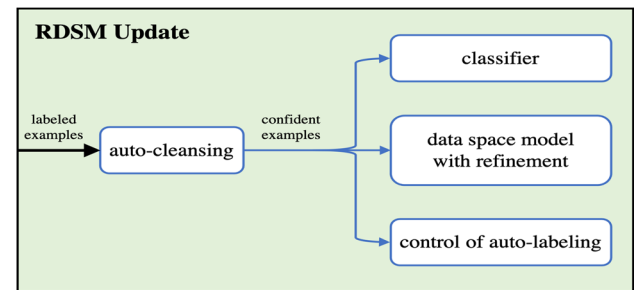 RDSM Update
labeled
examples
auto-cleansing
confident
examples
classifier
data space model
with refinement
control of auto-labeling